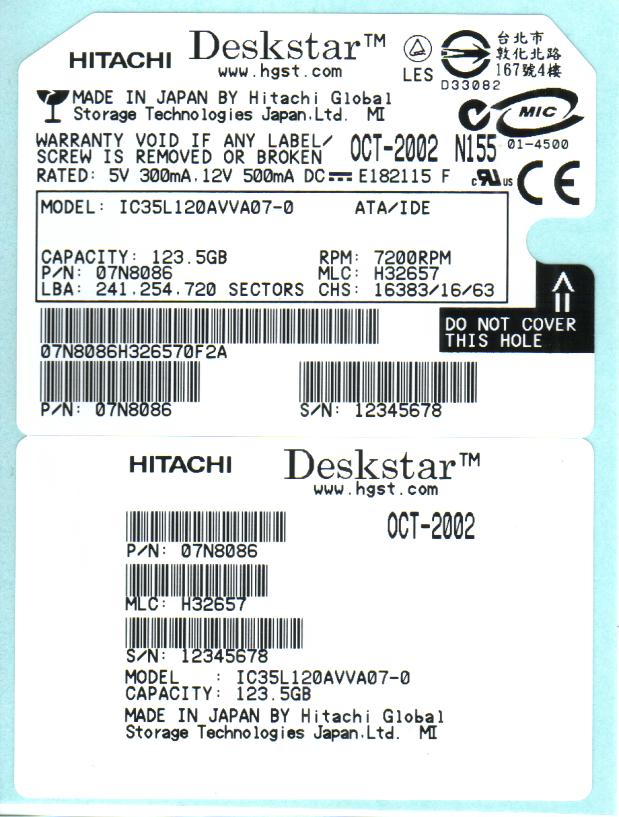 HITACHI Deskstar™
www.hgst.com
LES
台北市
敦化北路
167號4樓
D33082
MADE IN JAPAN BY Hitachi Global
Storage Technologies Japan.Ltd. MI
MIC
WARRANTY VOID IF ANY LABEL/
SCREW IS REMOVED OR BROKEN
OCT-2002 N155 01-4500
RATED: 5V 300mA.12V 500mA DC E182115 F
c RU us CE
MODEL: IC35L120AVVA07-0 ATA/IDE
CAPACITY: 123.5GB RPM: 7200RPM
P/N: 07N8086 MLC: H32657
LBA: 241.254.720 SECTORS CHS: 16383/16/63
DO NOT COVER
THIS HOLE
07N8086H326570F2A
P/N: 07N8086 S/N: 12345678
HITACHI Deskstar™
www.hgst.com
OCT-2002
P/N: 07N8086
MLC: H32657
S/N: 12345678
MODEL : IC35L120AVVA07-0
CAPACITY: 123.5GB
MADE IN JAPAN BY Hitachi Global
Storage Technologies Japan.Ltd. MI